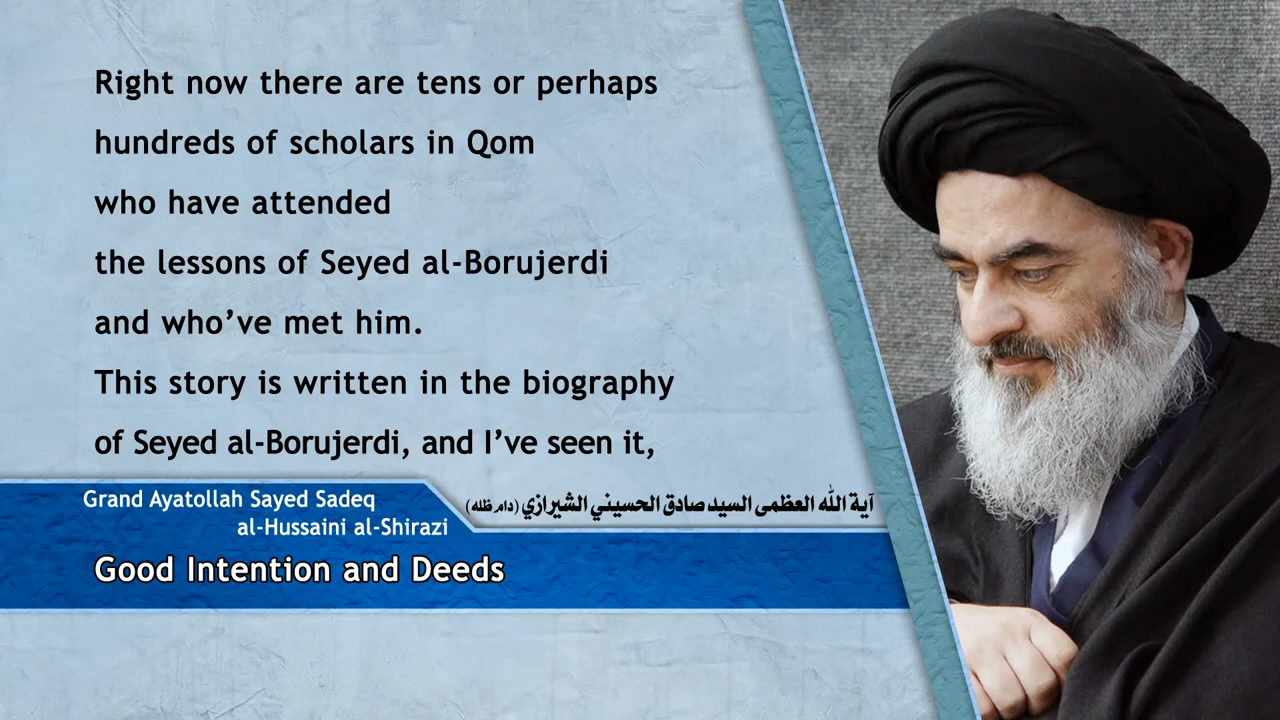 Right now there are tens or perhaps
hundreds of scholars in Qom
who have attended
the lessons of Seyed al-Borujerdi
and who’ve met him.
This story is written in the biography
of Seyed al-Borujerdi, and I’ve seen it,
Grand Ayatollah Sayed Sadeq
al-Hussaini al-Shirazi
آية الله العظمى السيد صادق الحسيني الشيرازي (دام ظله)
Good Intention and Deeds